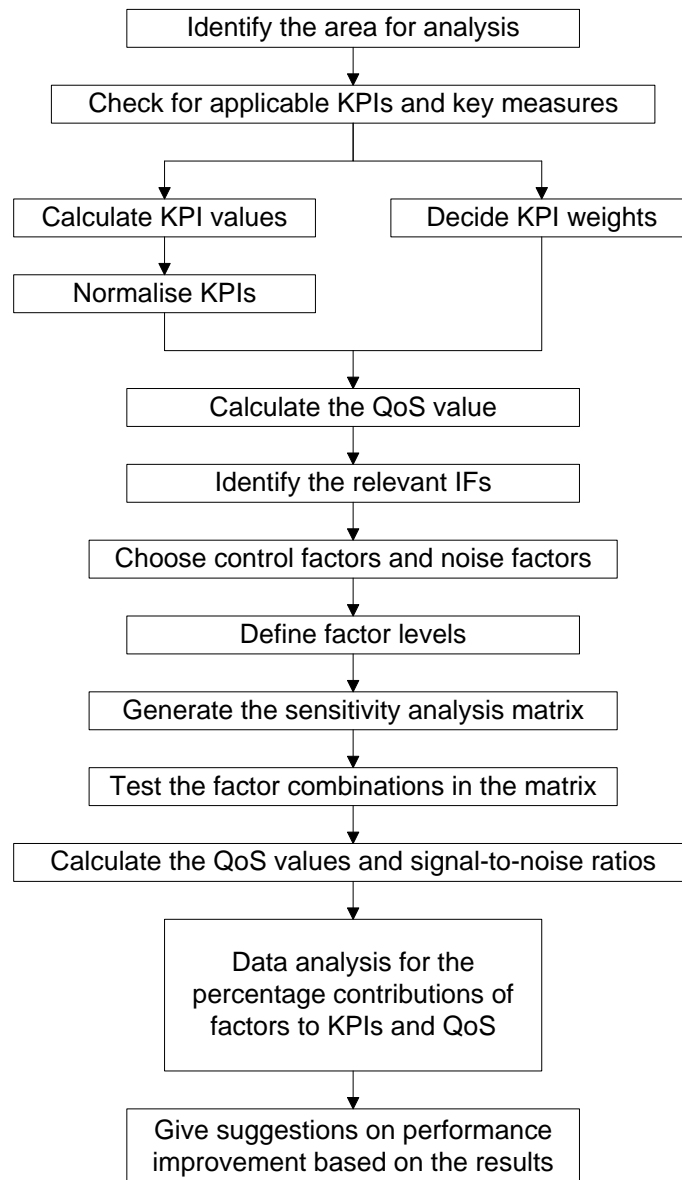 Identify the area for analysis
Check for applicable KPIs and key measures
Calculate KPI values
Decide KPI weights
Normalise KPIs
Calculate the QoS value
Identify the relevant IFs
Choose control factors and noise factors
Define factor levels
Generate the sensitivity analysis matrix
Test the factor combinations in the matrix
Calculate the QoS values and signal-to-noise ratios
Data analysis for the
percentage contributions of
factors to KPIs and QoS
Give suggestions on performance
improvement based on the results